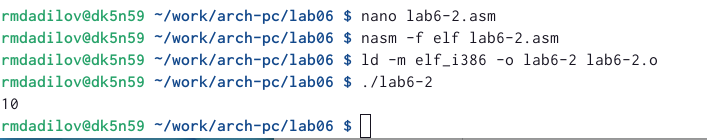 rmdadilov@dk5n59 ~/work/arch-pc/lab06 $ nano lab6-2.asm
rmdadilov@dk5n59 ~/work/arch-pc/lab06 $ nasm -f elf lab6-2.asm
rmdadilov@dk5n59 ~/work/arch-pc/lab06 $ ld -m elf_i386 -o lab6-2 lab6-2.o
rmdadilov@dk5n59 ~/work/arch-pc/lab06 $ ./lab6-2
10
rmdadilov@dk5n59 ~/work/arch-pc/lab06 $